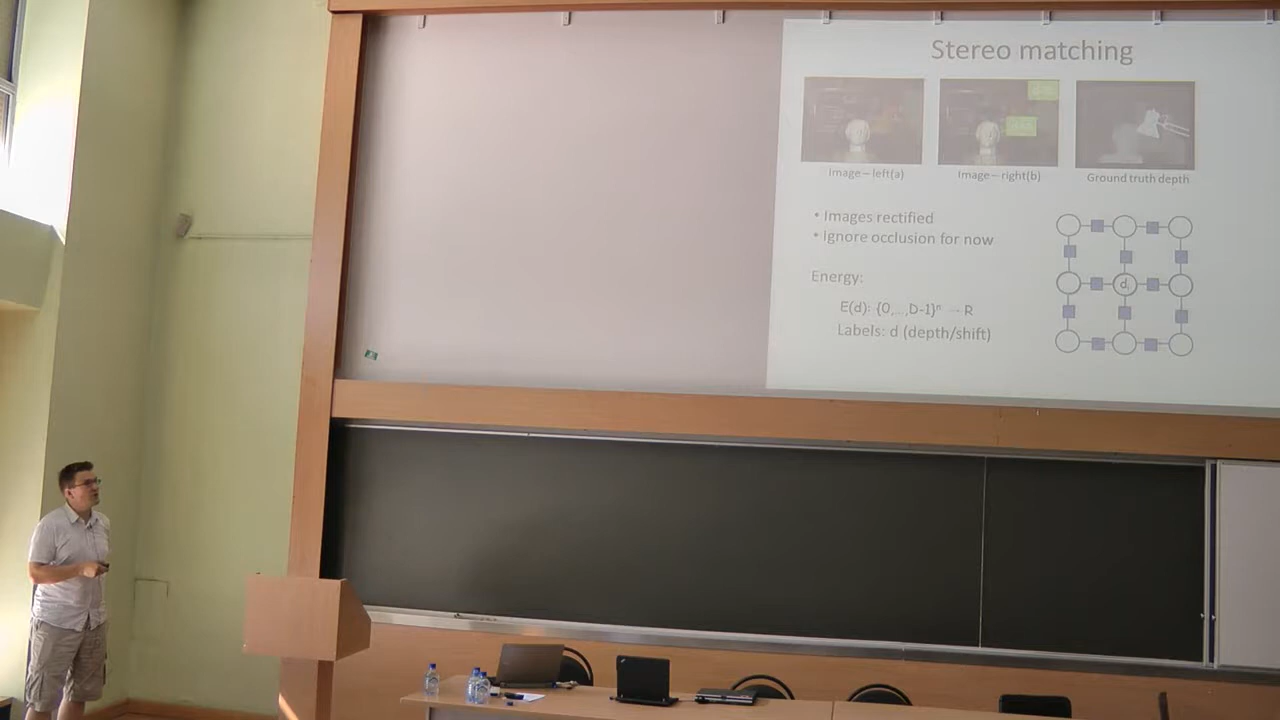 Stereo matching
Image – left(a)
Image – right(b)
Ground truth depth
• Images rectified
• Ignore occlusion for now
Energy:
E(d): {0,...,D-1}ⁿ → R
Labels: d (depth/shift)
dᵢ